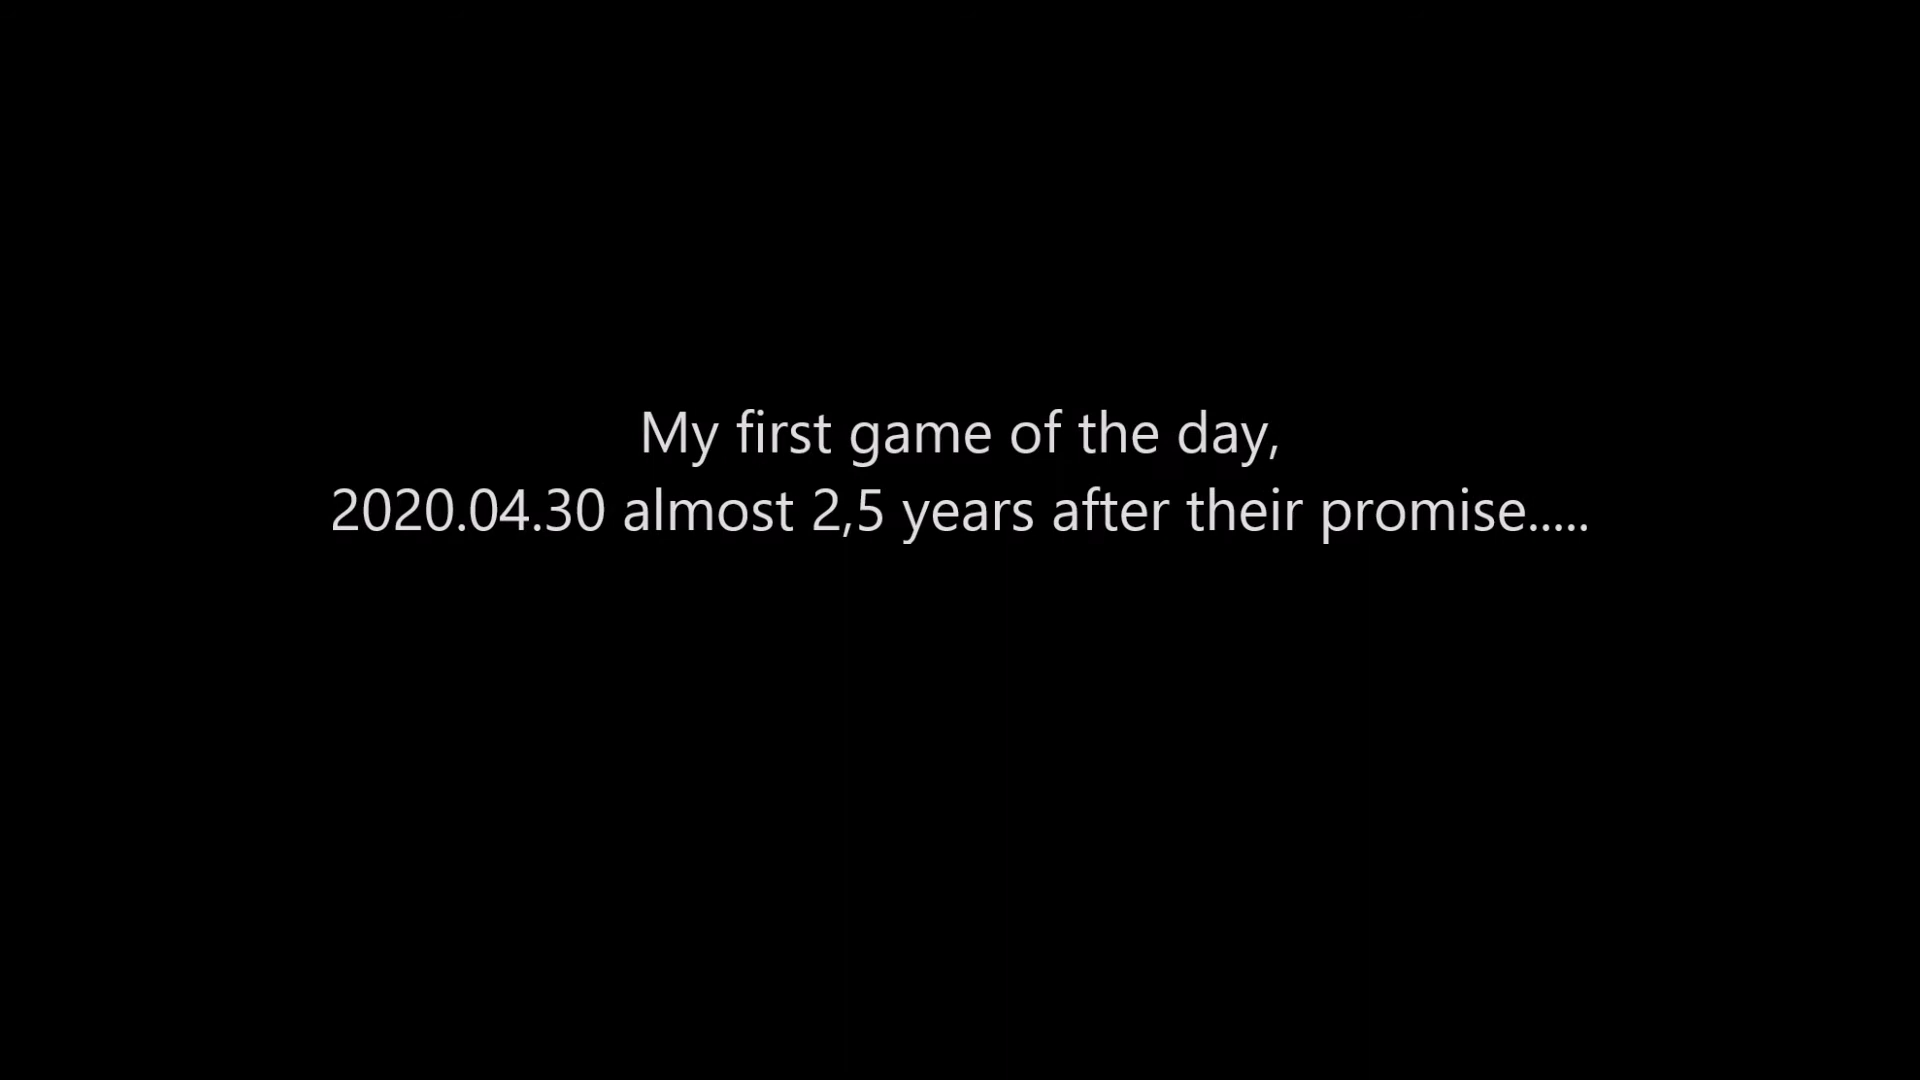 My first game of the day,
2020.04.30 almost 2,5 years after their promise.....